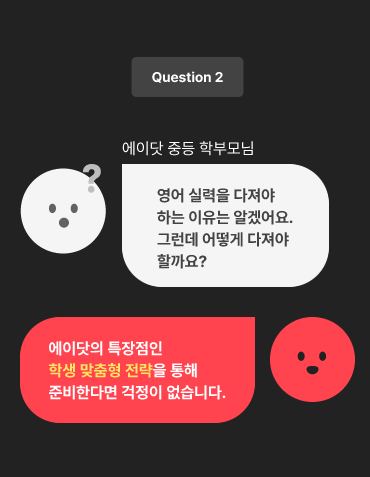 Question 2
에이닷 중등 학부모님
?
영어 실력을 다져야
하는 이유는 알겠어요.
그런데 어떻게 다져야
할까요?
에이닷의 특장점인
학생 맞춤형 전략을 통해
준비한다면 걱정이 없습니다.